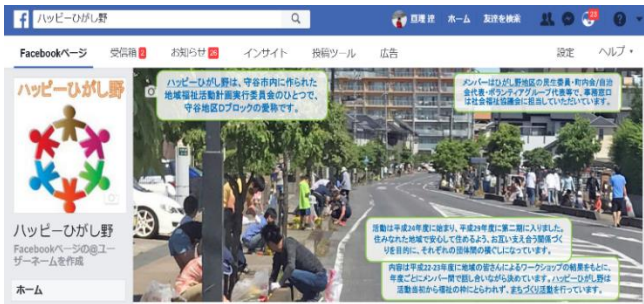 ハッピーひがし野
亘理 達 ホーム 友達を検索 23
Facebookページ 受信箱 2 お知らせ 26 インサイト 投稿ツール 広告 設定 ヘルプ
ハッピーひがし野
ハッピーひがし野は、守谷市内に作られた
地域福祉活動計画実行委員会のひとつで、
守谷地区Dブロックの愛称です。
メンバーはひがし野地区の民生委員・町内会/自治
会代表・ボランティアグループ代表等で、事務窓口
は社会福祉協議会に担当していただいています。
ハッピーひがし野
Facebookページの@ユー
ザーネームを作成
ホーム
活動は平成24年度に始まり、平成29年度に第二期に入りました。
住みなれた地域で安心して住めるよう、お互い支え合う関係づく
りを目的に、それぞれの団体間の横ぐしになっています。
内容は平成22-23年度に地域の皆さんによるワークショップの結果をもとに、
年度ごとにメンバー間で話し合いながら決めています。ハッピーひがし野は
活動当初から福祉の枠にとらわれず、まちづくり活動を行っています。